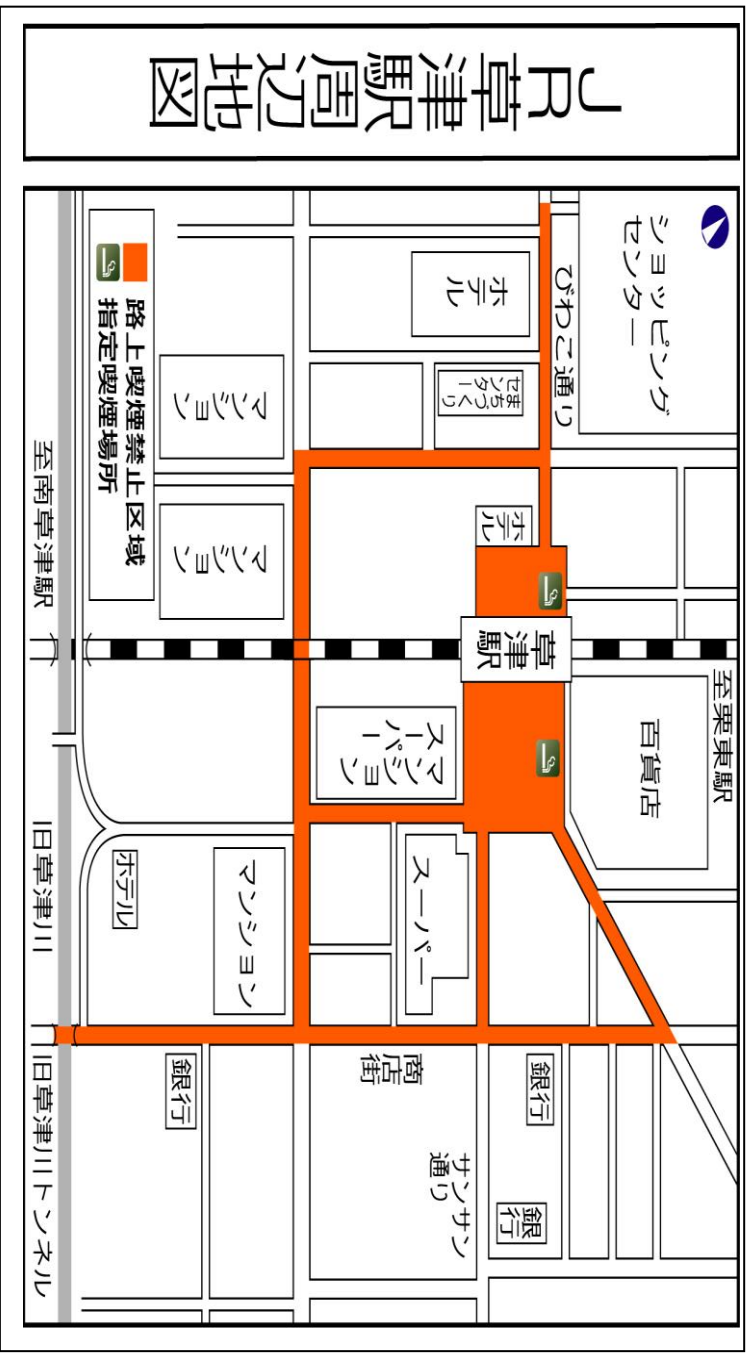 JR草津駅周辺地図
ショッピング
センター
びわこ通り
ホテル
まちづくり
センター
マンション
路上喫煙禁止区域
指定喫煙場所
至南草津駅
ホテル
マンション
草津
駅
至栗東駅
百貨店
マンション
スーパー
スーパー
マンション
ホテル
旧草津川
銀行
商店街
銀行
サンサン
通り
銀行
旧草津川トンネル